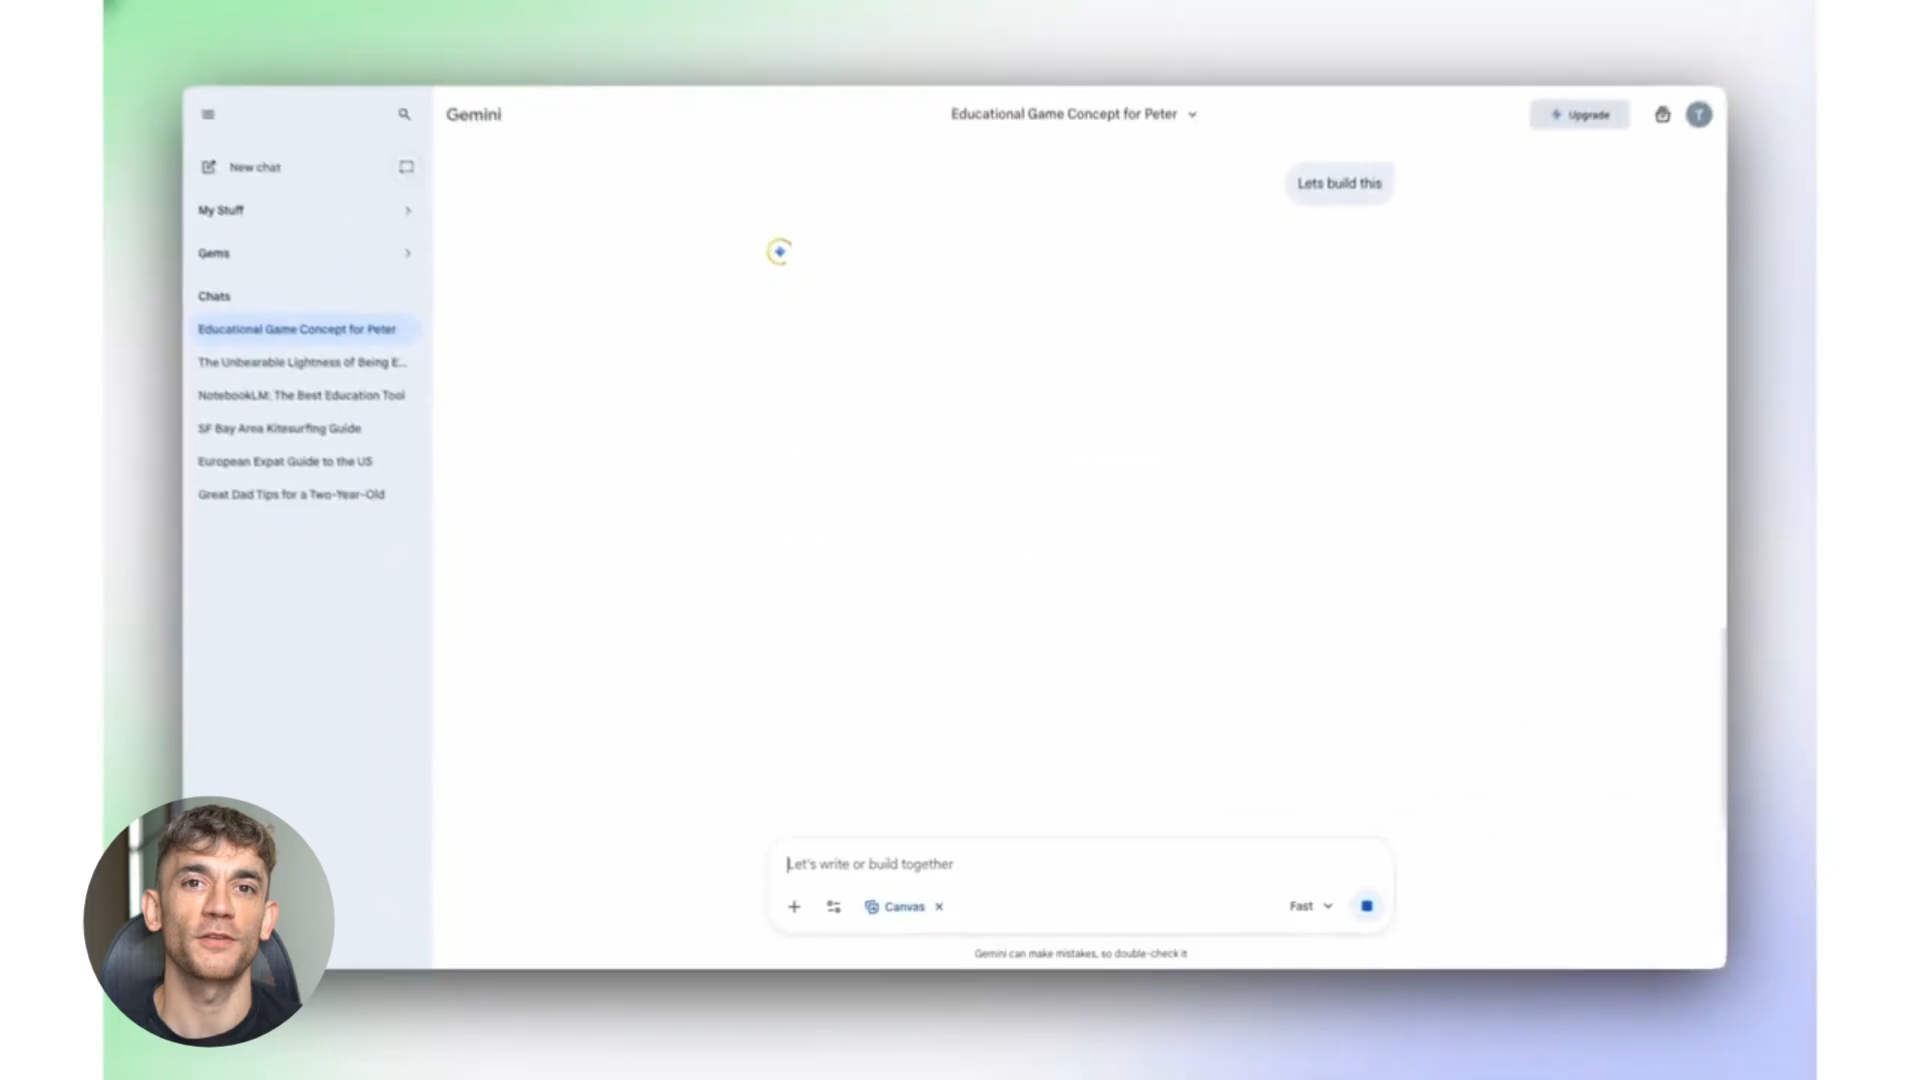 Gemini
Educational Game Concept for Peter
Upgrade
T
New chat
My Stuff
Gems
Chats
Educational Game Concept for Peter
The Unbearable Lightness of Being E...
NotebookLM: The Best Education Tool
SF Bay Area Kitesurfing Guide
European Expat Guide to the US
Great Dad Tips for a Two-Year-Old
Lets build this
Let's write or build together
Canvas
Fast
Gemini can make mistakes, so double-check it